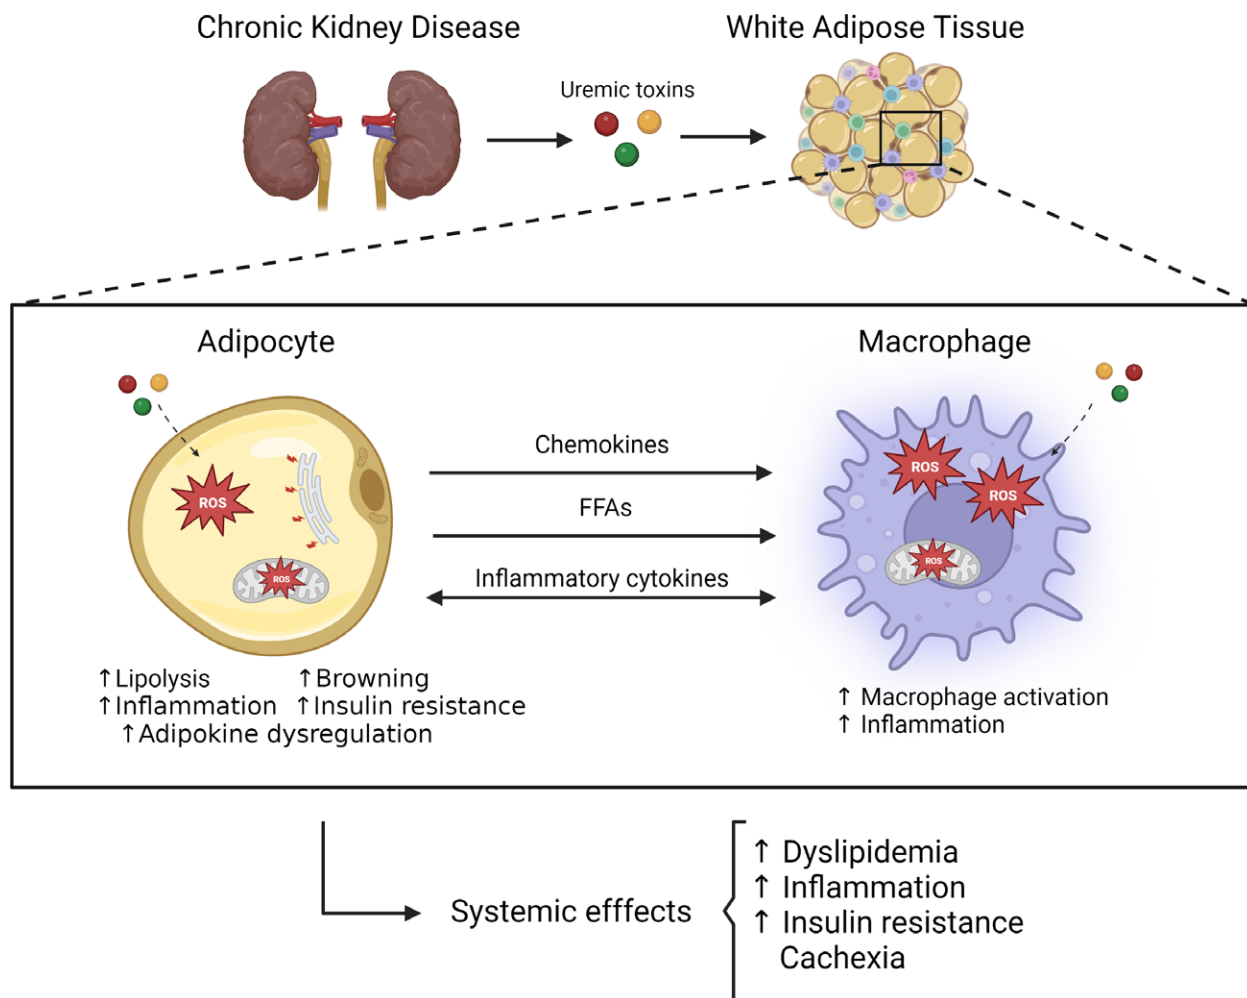 Chronic Kidney Disease
White Adipose Tissue
Uremic toxins
Adipocyte
Macrophage
ROS
ROS
Chemokines
FFAs
Inflammatory cytokines
ROS
ROS
ROS
↑Lipolysis ↑Browning
↑Inflammation ↑Insulin resistance
↑Adipokine dysregulation
↑ Macrophage activation
↑ Inflammation
Systemic efffects
↑ Dyslipidemia
↑ Inflammation
↑ Insulin resistance
Cachexia